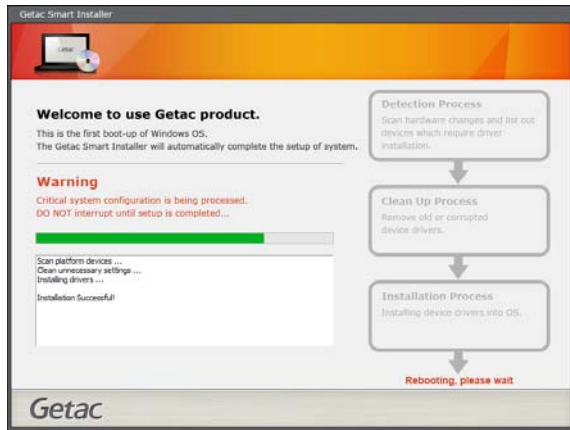 Getac Smart Installer
Getac
Welcome to use Getac product.
This is the first boot-up of Windows OS.
The Getac Smart Installer will automatically complete the setup of system.
Warning
Critical system configuration is being processed.
DO NOT interrupt until setup is completed...
Scan platform devices ...
Clean unnecessary settings ...
Installing drivers ...
Installation Successful!
Detection Process
Scan hardware changes and list out
devices which require driver
installation.
Clean Up Process
Remove old or corrupted
device drivers.
Installation Process
Installing device drivers into OS.
Rebooting, please wait
Getac